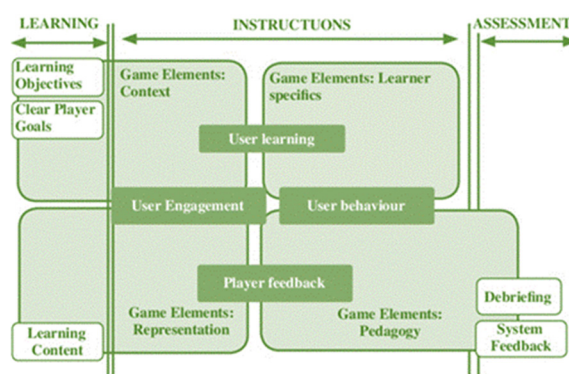 LEARNING
INSTRUCTUONS
ASSESSMENT
Learning
Objectives
Clear Player
Goals
Game Elements:
Context
Game Elements: Learner
specifics
User learning
User Engagement
User behaviour
Player feedback
Game Elements:
Representation
Game Elements:
Pedagogy
Learning
Content
Debriefing
System
Feedback